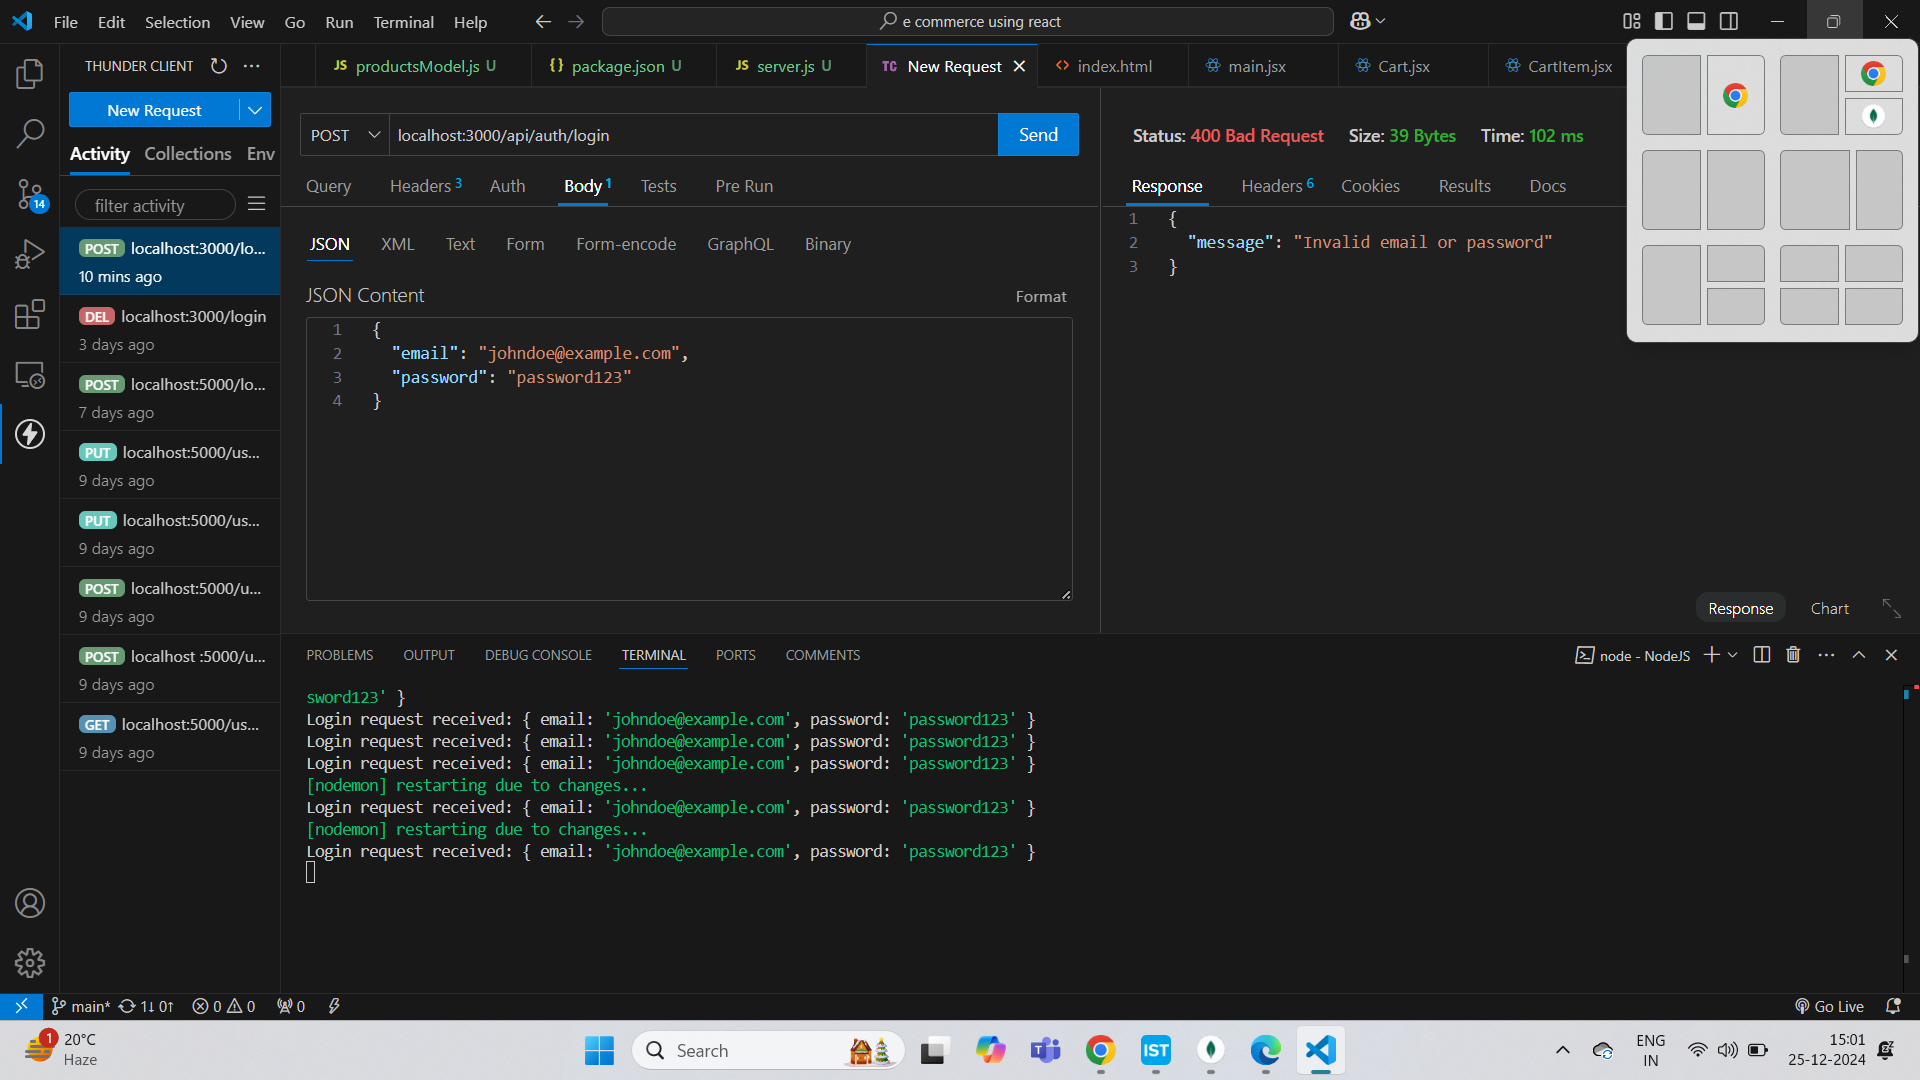 File Edit Selection View Go Run Terminal Help
e commerce using react
THUNDER CLIENT
New Request
Activity Collections Env
filter activity
POST localhost:3000/lo...
10 mins ago
DEL localhost:3000/login
3 days ago
POST localhost:5000/lo...
7 days ago
PUT localhost:5000/us...
9 days ago
PUT localhost:5000/us...
9 days ago
POST localhost:5000/u...
9 days ago
POST localhost :5000/u...
9 days ago
GET localhost:5000/us...
9 days ago
14
JS productsModel.js U
{} package.json U
JS server.js U
TC New Request
<> index.html
main.jsx
Cart.jsx
CartItem.jsx
POST localhost:3000/api/auth/login Send
Query Headers 3 Auth Body 1 Tests Pre Run
JSON XML Text Form Form-encode GraphQL Binary
JSON Content Format
1 {
2 "email": "johndoe@example.com",
3 "password": "password123"
4 }
Status: 400 Bad Request Size: 39 Bytes Time: 102 ms
Response Headers 6 Cookies Results Docs
1 {
2 "message": "Invalid email or password"
3 }
Response Chart
PROBLEMS OUTPUT DEBUG CONSOLE TERMINAL PORTS COMMENTS
node - NodeJS
sword123' }
Login request received: { email: 'johndoe@example.com', password: 'password123' }
Login request received: { email: 'johndoe@example.com', password: 'password123' }
Login request received: { email: 'johndoe@example.com', password: 'password123' }
[nodemon] restarting due to changes...
Login request received: { email: 'johndoe@example.com', password: 'password123' }
[nodemon] restarting due to changes...
Login request received: { email: 'johndoe@example.com', password: 'password123' }
main* 1↓ 0↑ 0 0 0
Go Live
1
20°C
Haze
Search
IST
ENG
IN
15:01
25-12-2024